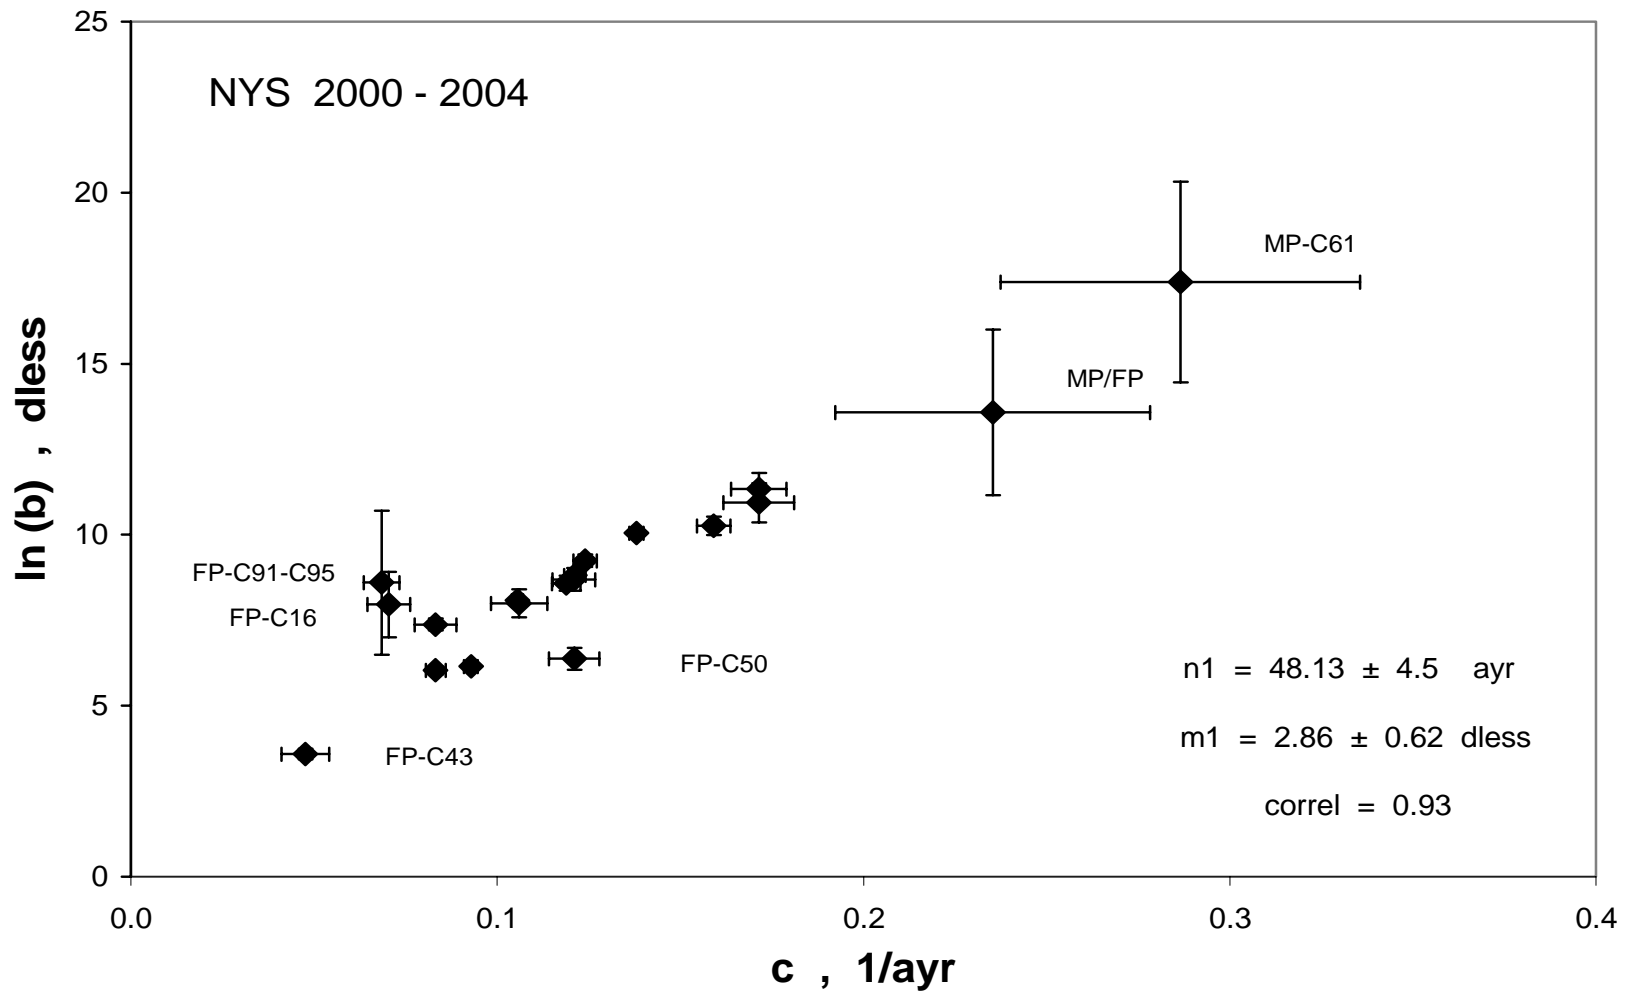 25
NYS 2000 - 2004
20
MP-C61
15
MP/FP
ln (b) , dless
10
FP-C91-C95
FP-C16
FP-C50
n1 = 48.13 ± 4.5 ayr
5
m1 = 2.86 ± 0.62 dless
FP-C43
correl = 0.93
0
0.0 0.1 0.2 0.3 0.4
c , 1/ayr